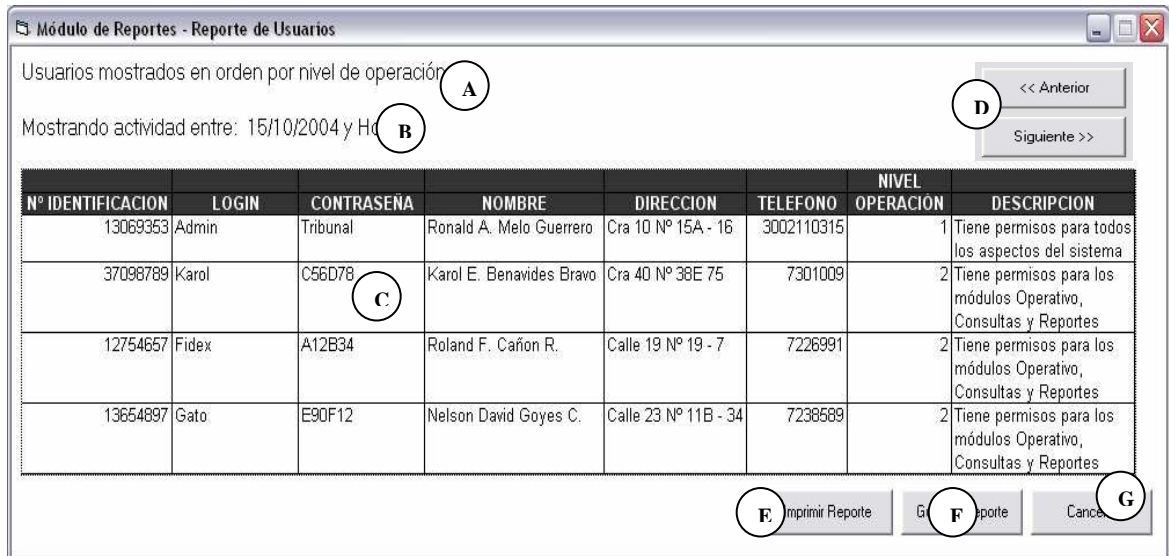 Módulo de Reportes - Reporte de Usuarios
Usuarios mostrados en orden por nivel de operación
A
<< Anterior
D
Mostrando actividad entre: 15/10/2004 y
B
Siguiente >>
Nº IDENTIFICACION LOGIN CONTRASEÑA NOMBRE DIRECCION TELEFONO NIVEL OPERACIÓN DESCRIPCION
13069353 Admin Tribunal Ronald A. Melo Guerrero Cra 10 Nº 15A - 16 3002110315 1 Tiene permisos para todos
los aspectos del sistema
37098789 Karol C56D78 Karol E. Benavides Bravo Cra 40 Nº 38E 75 7301009 2 Tiene permisos para los
módulos Operativo,
Consultas y Reportes
C
12754657 Fidex A12B34 Roland F. Cañon R. Calle 19 Nº 19 - 7 7226991 2 Tiene permisos para los
módulos Operativo,
Consultas y Reportes
13654897 Gato E90F12 Nelson David Goyes C. Calle 23 Nº 11B - 34 7238589 2 Tiene permisos para los
módulos Operativo,
Consultas y Reportes
E
Imprimir Reporte
F
G